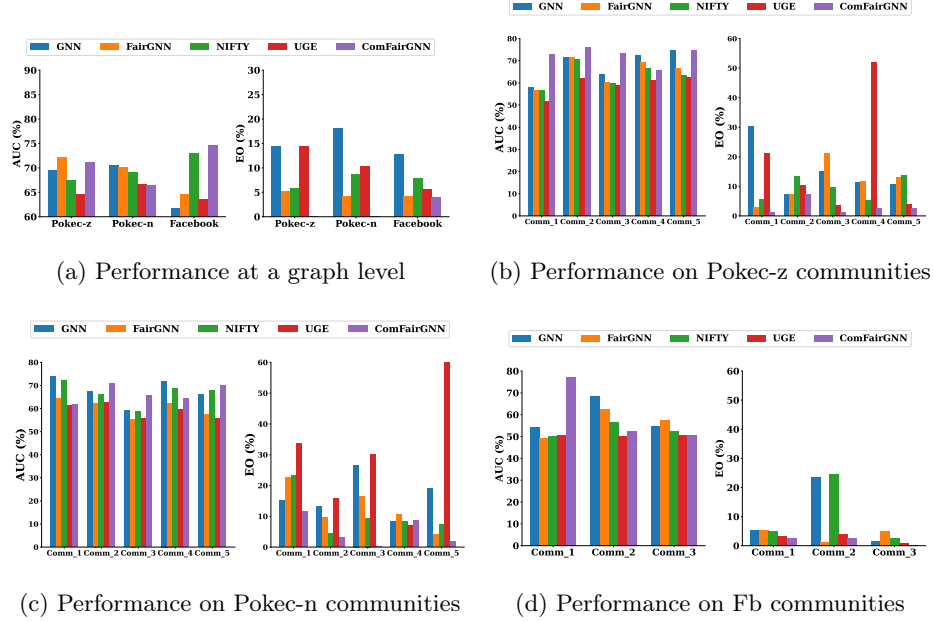 GNN FairGNN NIFTY UGE ComFairGNN
AUC (%)
90
85
80
75
70
65
60
Pokec-z Pokec-n Facebook
EO (%)
30
25
20
15
10
5
0
Pokec-z Pokec-n Facebook
(a) Performance at a graph level
GNN FairGNN NIFTY UGE ComFairGNN
AUC (%)
80
70
60
50
40
30
20
10
0
Comm_1 Comm_2 Comm_3 Comm_4 Comm_5
EO (%)
60
50
40
30
20
10
0
Comm_1 Comm_2 Comm_3 Comm_4 Comm_5
(b) Performance on Pokec-z communities
GNN FairGNN NIFTY UGE ComFairGNN
AUC (%)
80
70
60
50
40
30
20
10
0
Comm_1 Comm_2 Comm_3 Comm_4 Comm_5
EO (%)
60
50
40
30
20
10
0
Comm_1 Comm_2 Comm_3 Comm_4 Comm_5
(c) Performance on Pokec-n communities
GNN FairGNN NIFTY UGE ComFairGNN
AUC (%)
80
70
60
50
40
30
20
10
0
Comm_1 Comm_2 Comm_3
EO (%)
60
50
40
30
20
10
0
Comm_1 Comm_2 Comm_3
(d) Performance on Fb communities